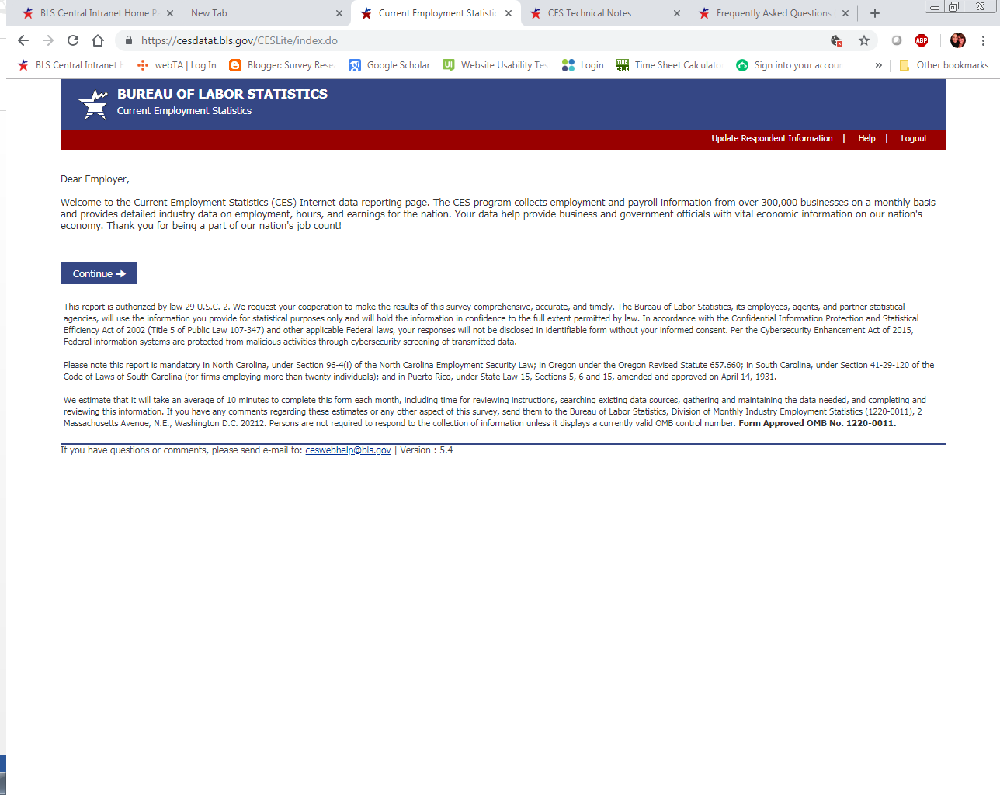 BLS Central Intranet Home Pa
New Tab
Current Employment Statistic
CES Technical Notes
Frequently Asked Questions
https://cesdatat.bls.gov/CESLite/index.do
ABP
BLS Central Intranet H
webTA | Log In
Blogger: Survey Rese
Google Scholar
UI Website Usability Tes
Login
TIME CALC Time Sheet Calculato
Sign into your accour
»
Other bookmarks
BUREAU OF LABOR STATISTICS
Current Employment Statistics
Update Respondent Information | Help | Logout
Dear Employer,
Welcome to the Current Employment Statistics (CES) Internet data reporting page. The CES program collects employment and payroll information from over 300,000 businesses on a monthly basis
and provides detailed industry data on employment, hours, and earnings for the nation. Your data help provide business and government officials with vital economic information on our nation's
economy. Thank you for being a part of our nation's job count!
Continue
This report is authorized by law 29 U.S.C. 2. We request your cooperation to make the results of this survey comprehensive, accurate, and timely. The Bureau of Labor Statistics, its employees, agents, and partner statistical
agencies, will use the information you provide for statistical purposes only and will hold the information in confidence to the full extent permitted by law. In accordance with the Confidential Information Protection and Statistical
Efficiency Act of 2002 (Title 5 of Public Law 107-347) and other applicable Federal laws, your responses will not be disclosed in identifiable form without your informed consent. Per the Cybersecurity Enhancement Act of 2015,
Federal information systems are protected from malicious activities through cybersecurity screening of transmitted data.
Please note this report is mandatory in North Carolina, under Section 96-4(i) of the North Carolina Employment Security Law; in Oregon under the Oregon Revised Statute 657.660; in South Carolina, under Section 41-29-120 of the
Code of Laws of South Carolina (for firms employing more than twenty individuals); and in Puerto Rico, under State Law 15, Sections 5, 6 and 15, amended and approved on April 14, 1931.
We estimate that it will take an average of 10 minutes to complete this form each month, including time for reviewing instructions, searching existing data sources, gathering and maintaining the data needed, and completing and
reviewing this information. If you have any comments regarding these estimates or any other aspect of this survey, send them to the Bureau of Labor Statistics, Division of Monthly Industry Employment Statistics (1220-0011), 2
Massachusetts Avenue, N.E., Washington D.C. 20212. Persons are not required to respond to the collection of information unless it displays a currently valid OMB control number. Form Approved OMB No. 1220-0011.
If you have questions or comments, please send e-mail to: ceswebhelp@bls.gov | Version : 5.4